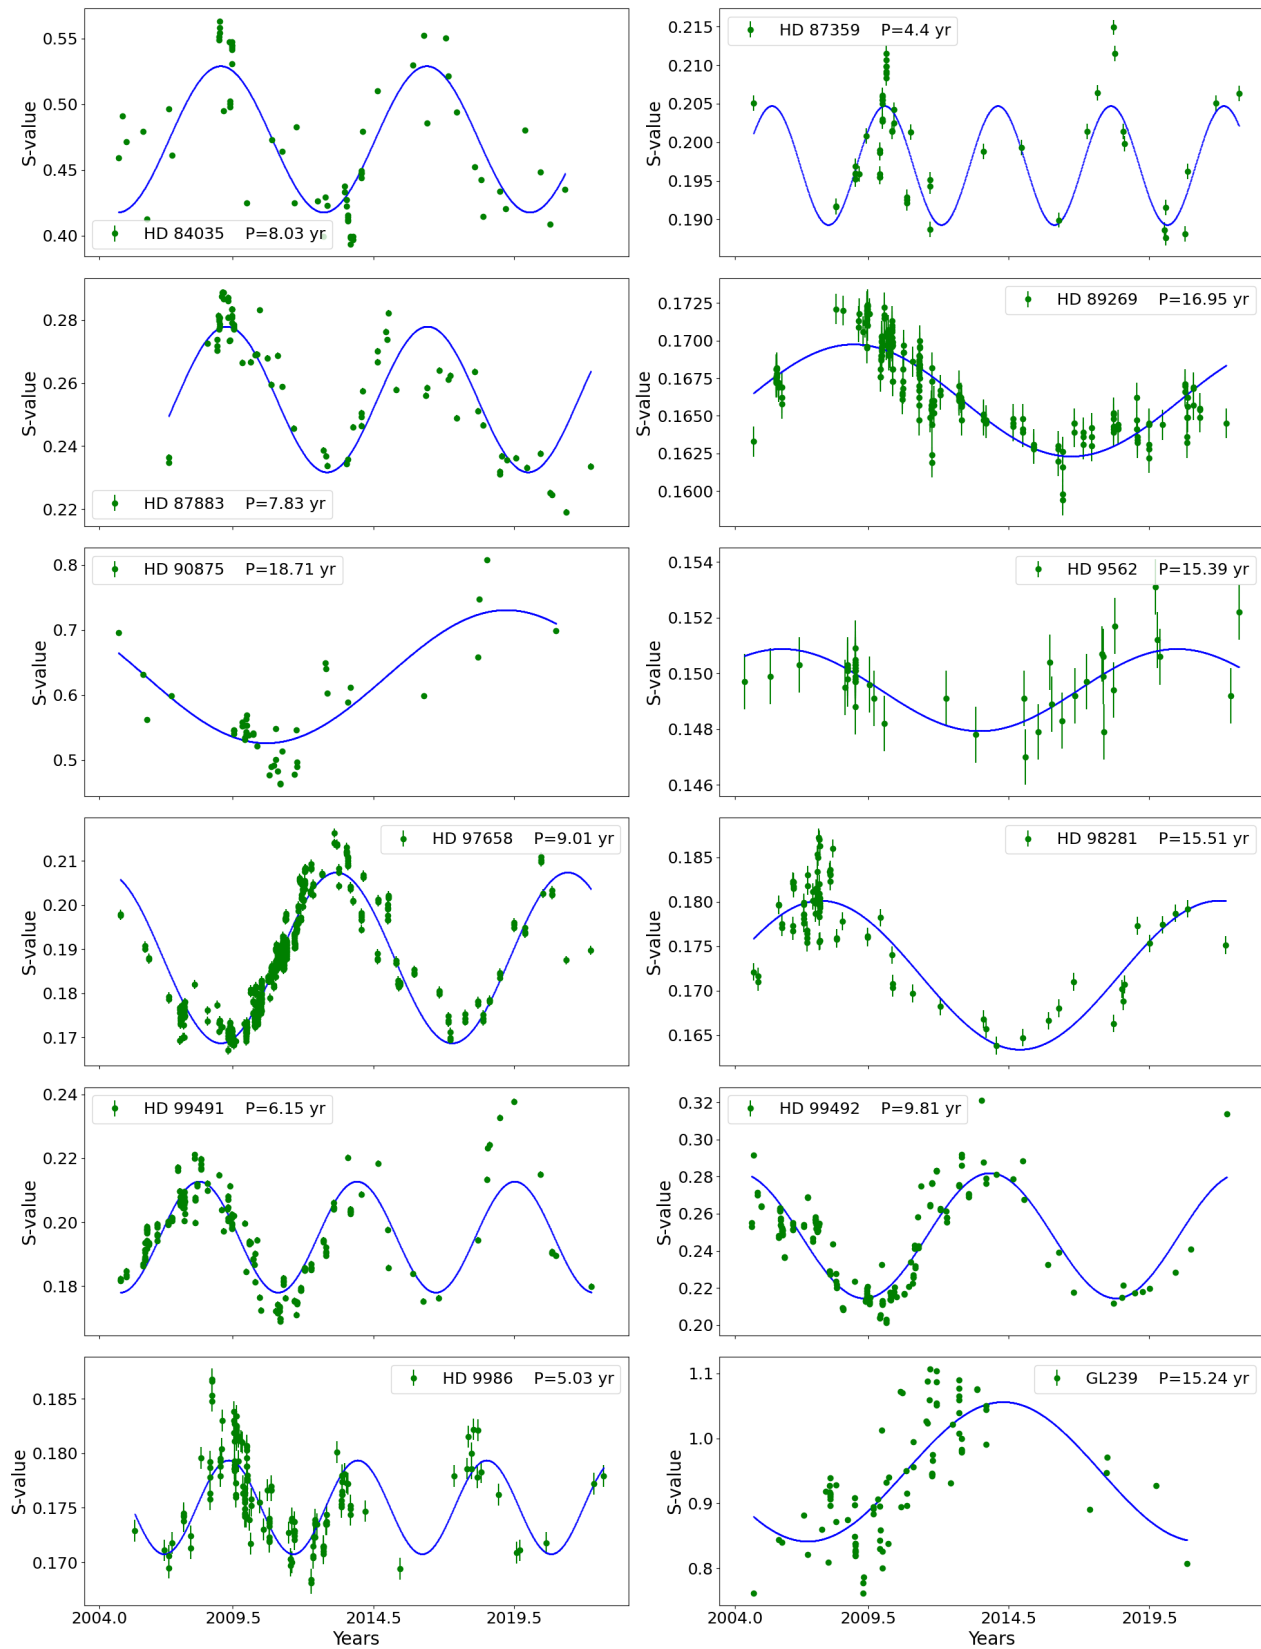 HD 84035 P=8.03 yr
S-value
0.55
0.50
0.45
0.40
HD 87359 P=4.4 yr
S-value
0.215
0.210
0.205
0.200
0.195
0.190
HD 87883 P=7.83 yr
S-value
0.28
0.26
0.24
0.22
HD 89269 P=16.95 yr
S-value
0.1725
0.1700
0.1675
0.1650
0.1625
0.1600
HD 90875 P=18.71 yr
S-value
0.8
0.7
0.6
0.5
HD 9562 P=15.39 yr
S-value
0.154
0.152
0.150
0.148
0.146
HD 97658 P=9.01 yr
S-value
0.21
0.20
0.19
0.18
0.17
HD 98281 P=15.51 yr
S-value
0.185
0.180
0.175
0.170
0.165
HD 99491 P=6.15 yr
S-value
0.24
0.22
0.20
0.18
HD 99492 P=9.81 yr
S-value
0.32
0.30
0.28
0.26
0.24
0.22
0.20
HD 9986 P=5.03 yr
S-value
0.185
0.180
0.175
0.170
2004.0 2009.5 2014.5 2019.5
Years
GL239 P=15.24 yr
S-value
1.1
1.0
0.9
0.8
2004.0 2009.5 2014.5 2019.5
Years